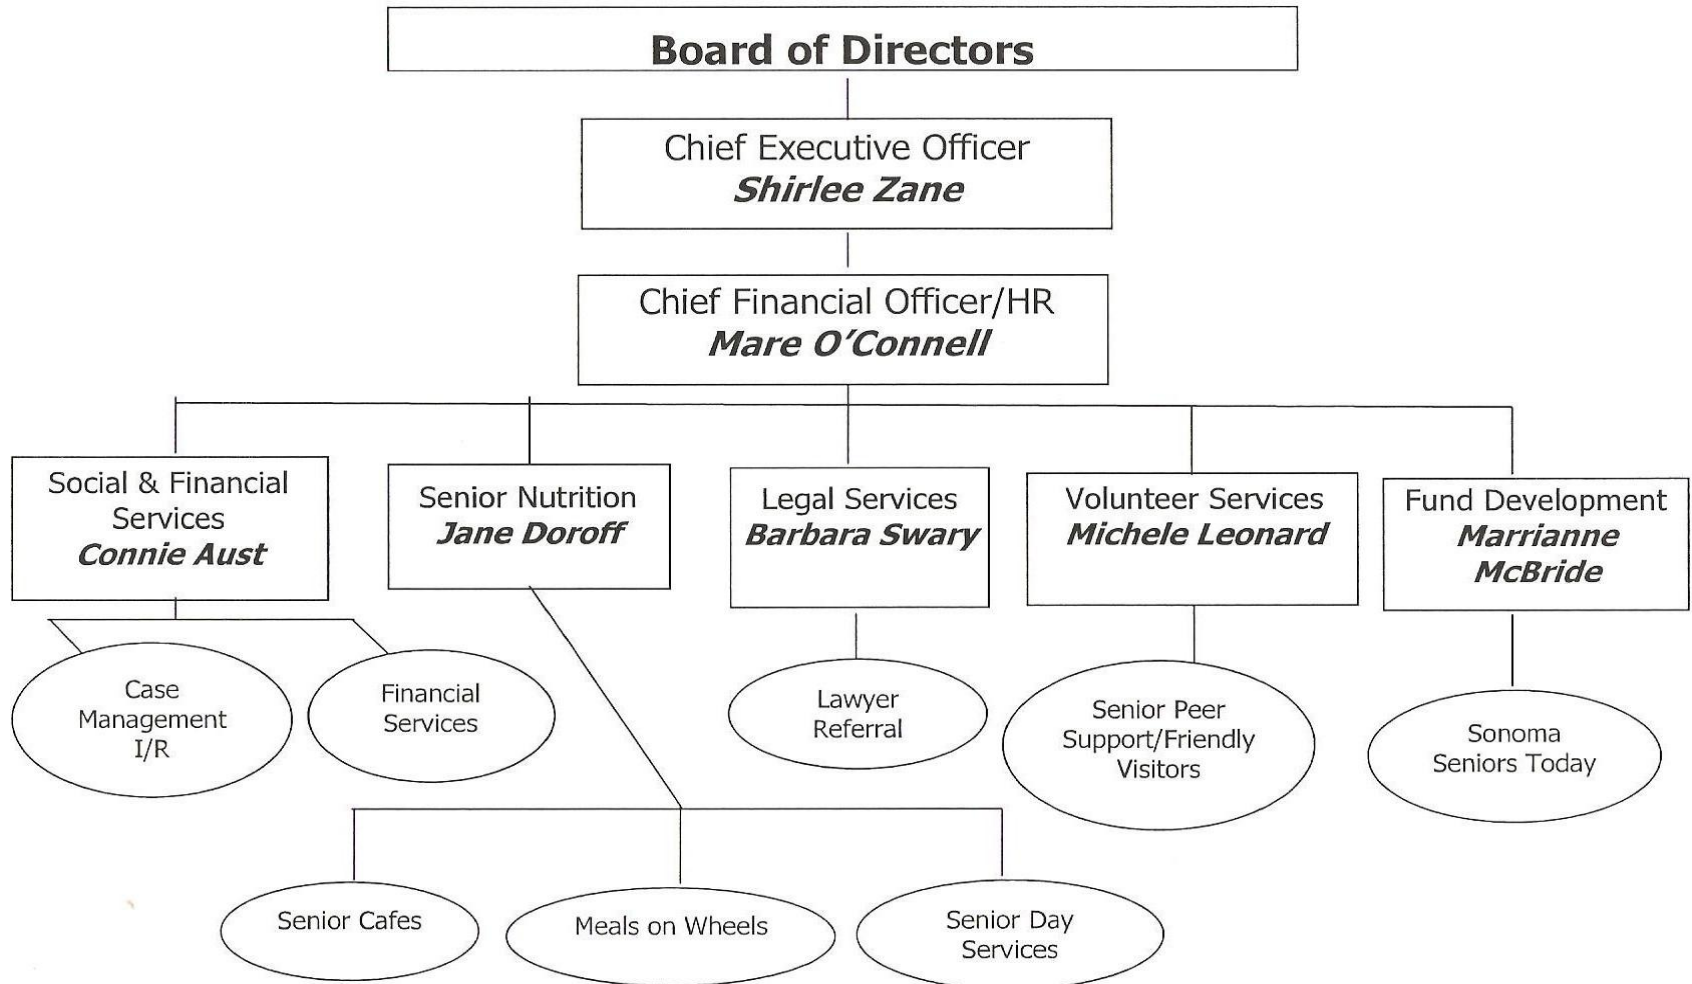 Board of Directors
Chief Executive Officer
Shirlee Zane
Chief Financial Officer/HR
Mare O’Connell
Social & Financial
Services
Connie Aust
Senior Nutrition
Jane Doroff
Legal Services
Barbara Swary
Volunteer Services
Michele Leonard
Fund Development
Marrianne
McBride
Case
Management
I/R
Financial
Services
Lawyer
Referral
Senior Peer
Support/Friendly
Visitors
Sonoma
Seniors Today
Senior Cafes
Meals on Wheels
Senior Day
Services